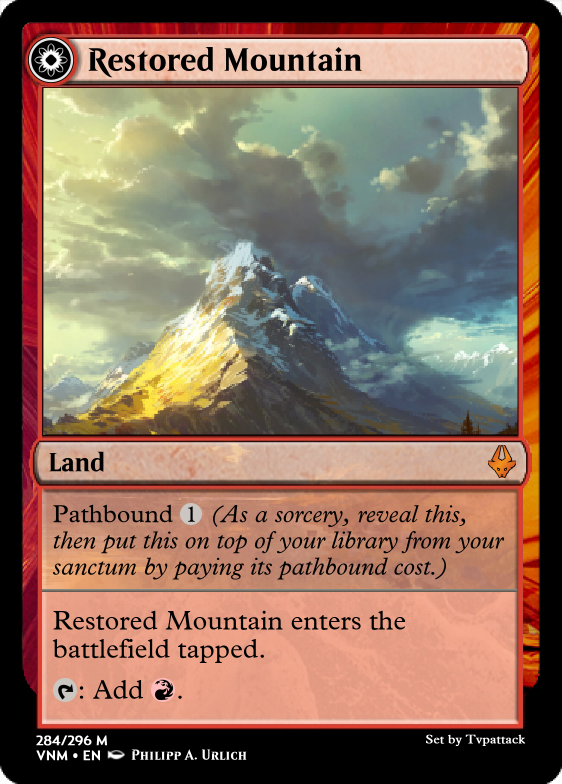 Restored Mountain
Land
Pathbound 1 (As a sorcery, reveal this,
then put this on top of your library from your
sanctum by paying its pathbound cost.)
Restored Mountain enters the
battlefield tapped.
: Add .
284/296 M
Set by Tvpattack
VNM • EN Philipp A. Urlich